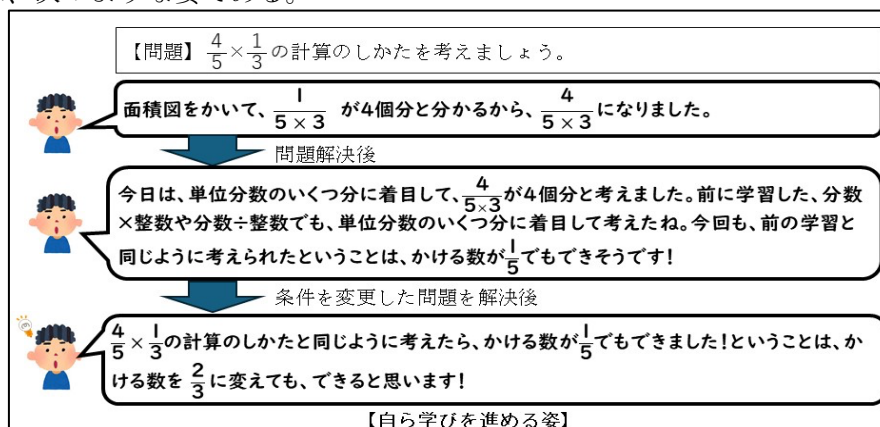 【問題】4/5×1/3の計算のしかたを考えましょう。
面積図をかいて、1/(5×3) が4個分と分かるから、4/(5×3)になりました。
問題解決後
今日は、単位分数のいくつ分に着目して、4/(5×3)が4個分と考えました。前に学習した、分数
×整数や分数÷整数でも、単位分数のいくつ分に着目して考えたね。今回も、前の学習と
同じように考えられたということは、かける数が1/5でもできそうです!
条件を変更した問題を解決後
4/5×1/3の計算のしかたと同じように考えたら、かける数が1/5でもできました!ということは、か
ける数を 2/3に変えても、できると思います!
【自ら学びを進める姿】